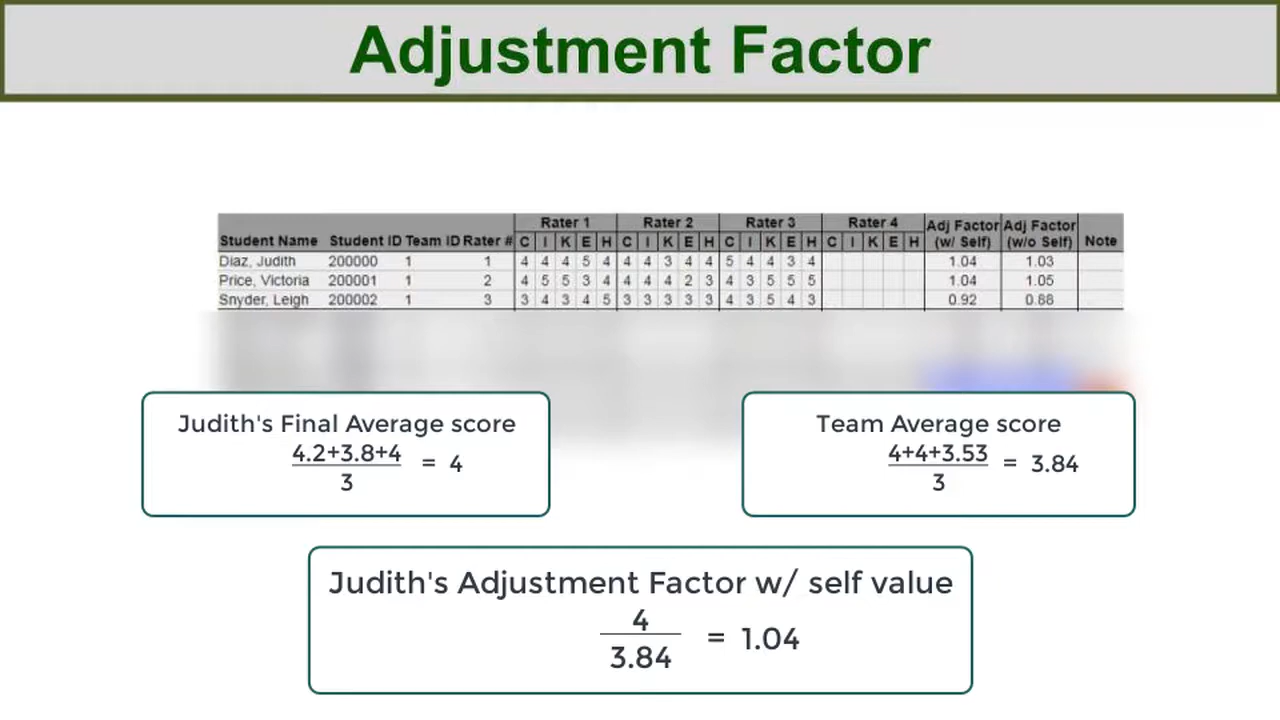 Adjustment Factor
Rater 1 Rater 2 Rater 3 Rater 4 Adj Factor Adj Factor
Student Name Student ID Team ID Rater # C I K E H C I K E H C I K E H C I K E H (w/ Self) (w/o Self) Note
Diaz, Judith 200000 1 1 4 4 4 5 4 4 4 3 4 4 5 4 4 3 4 1.04 1.03
Price, Victoria 200001 1 2 4 5 5 3 4 4 4 4 2 3 4 3 5 5 5 1.04 1.05
Snyder, Leigh 200002 1 3 3 4 3 4 5 3 3 3 3 3 3 4 5 4 3 0.92 0.88
Judith's Final Average score
4.2+3.8+4
= 4
3
Team Average score
4+4+3.53
= 3.84
3
Judith's Adjustment Factor w/ self value
4
= 1.04
3.84